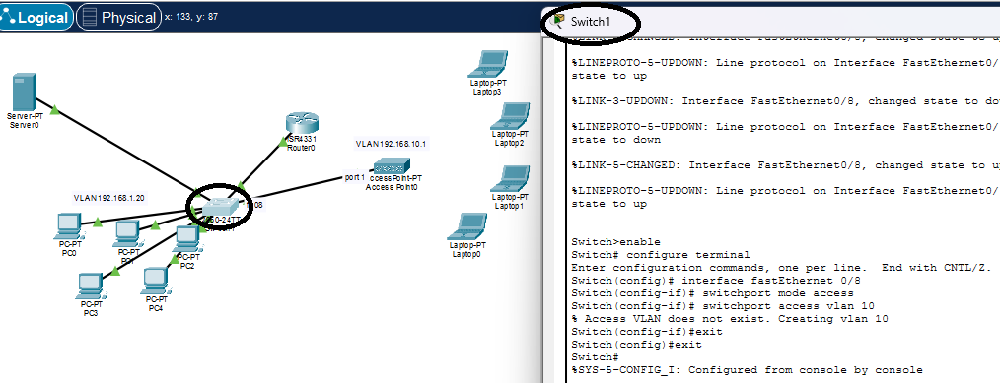 Logical
Physical
x: 133, y: 87
Server-PT
Server0
SR4331
Router0
VLAN192.168.10.1
port 1
ccessPoint-PT
Access Point0
VLAN192.168.1.20
PC-PT
PC0
PC-PT
PC-PT
PC2
PC-PT
PC3
PC-PT
PC4
Laptop-PT
Laptop3
Laptop-PT
Laptop2
Laptop-PT
Laptop1
Laptop-PT
Laptop0
Switch1
%LINEPROTO-5-UPDOWN: Line protocol on Interface FastEthernet0/
state to up
%LINK-3-UPDOWN: Interface FastEthernet0/8, changed state to do
%LINEPROTO-5-UPDOWN: Line protocol on Interface FastEthernet0/
state to down
%LINK-5-CHANGED: Interface FastEthernet0/8, changed state to u
%LINEPROTO-5-UPDOWN: Line protocol on Interface FastEthernet0/
state to up
Switch>enable
Switch# configure terminal
Enter configuration commands, one per line.  End with CNTL/Z.
Switch(config)# interface fastEthernet 0/8
Switch(config-if)# switchport mode access
Switch(config-if)# switchport access vlan 10
% Access VLAN does not exist. Creating vlan 10
Switch(config-if)#exit
Switch(config)#exit
Switch#
%SYS-5-CONFIG_I: Configured from console by console